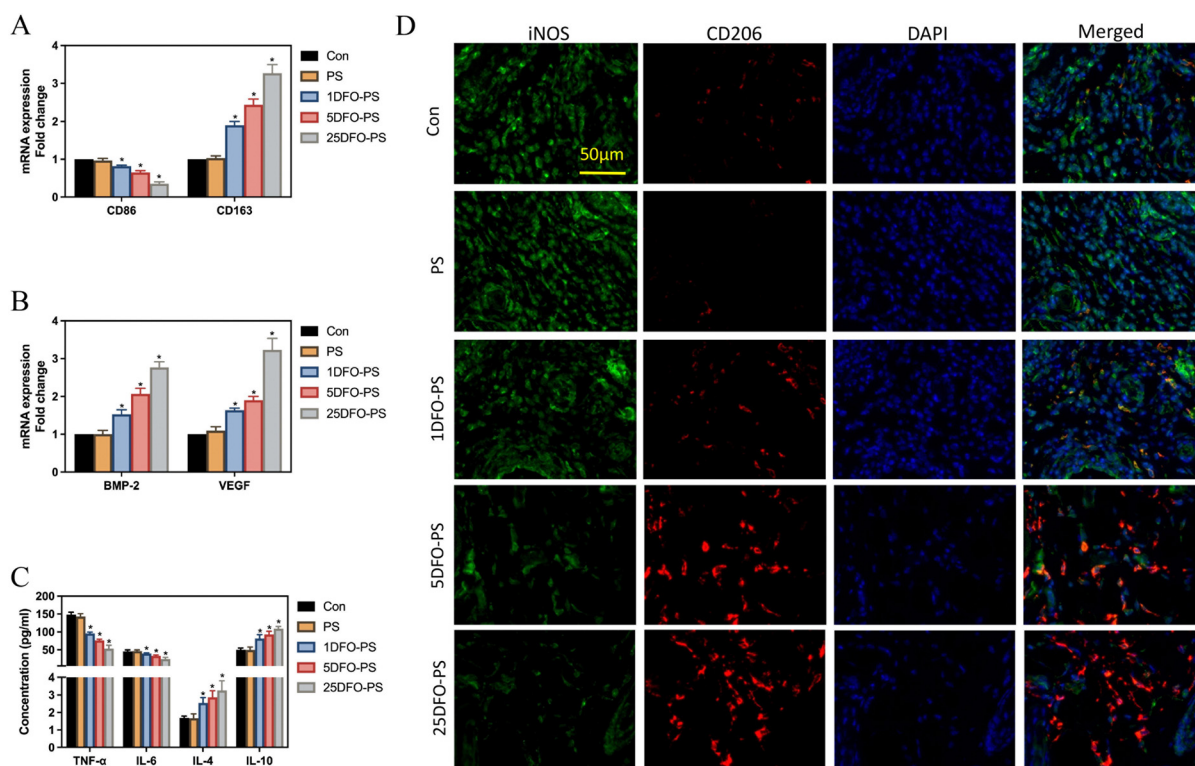 A
mRNA expression
Fold change
4
3
2
1
0
CD86
CD163
Con
PS
1DFO-PS
5DFO-PS
25DFO-PS
* * * * * *
B
mRNA expression
Fold change
4
3
2
1
0
BMP-2
VEGF
Con
PS
1DFO-PS
5DFO-PS
25DFO-PS
* * * * * *
C
Concentration (pg/ml)
200
150
100
50
4
3
2
1
0
TNF-α
IL-6
IL-4
IL-10
Con
PS
1DFO-PS
5DFO-PS
25DFO-PS
* * * * * * * * * * * *
D
iNOS
CD206
DAPI
Merged
Con
50μm
PS
1DFO-PS
5DFO-PS
25DFO-PS